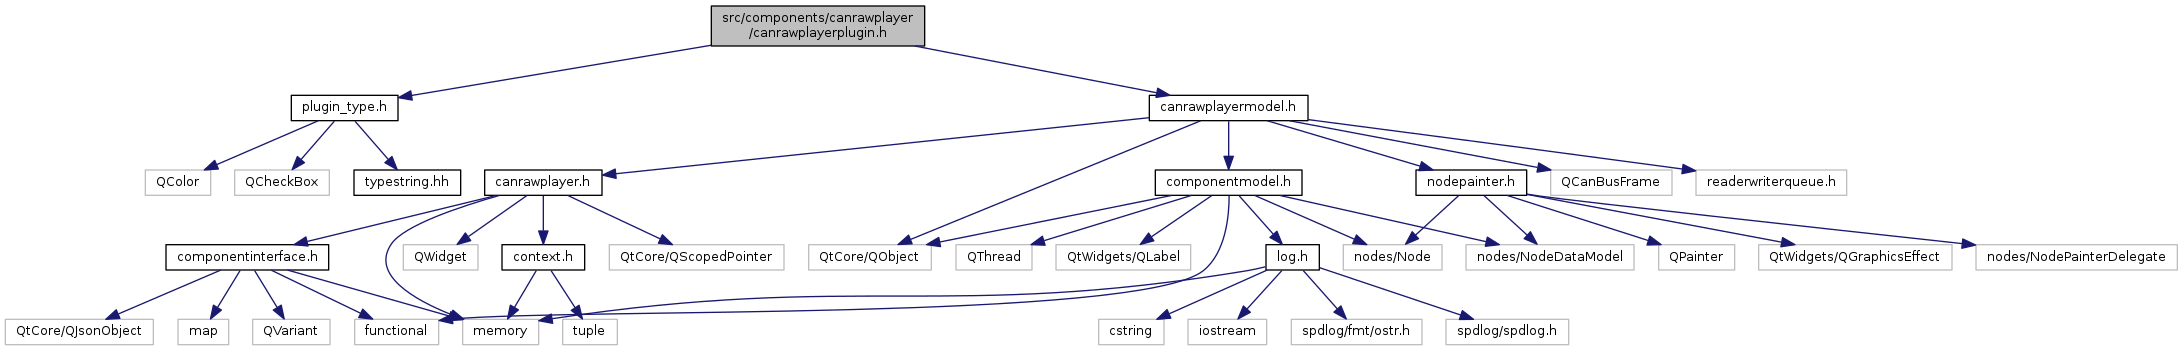 src/components/canrawplayer
/canrawplayerplugin.h
plugin_type.h
canrawplayermodel.h
QColor
QCheckBox
typestring.hh
canrawplayer.h
componentmodel.h
nodepainter.h
QCanBusFrame
readerwriterqueue.h
componentinterface.h
QWidget
context.h
QtCore/QScopedPointer
QtCore/QObject
QThread
QtWidgets/QLabel
log.h
nodes/Node
nodes/NodeDataModel
QPainter
QtWidgets/QGraphicsEffect
nodes/NodePainterDelegate
QtCore/QJsonObject
map
QVariant
functional
memory
tuple
cstring
iostream
spdlog/fmt/ostr.h
spdlog/spdlog.h